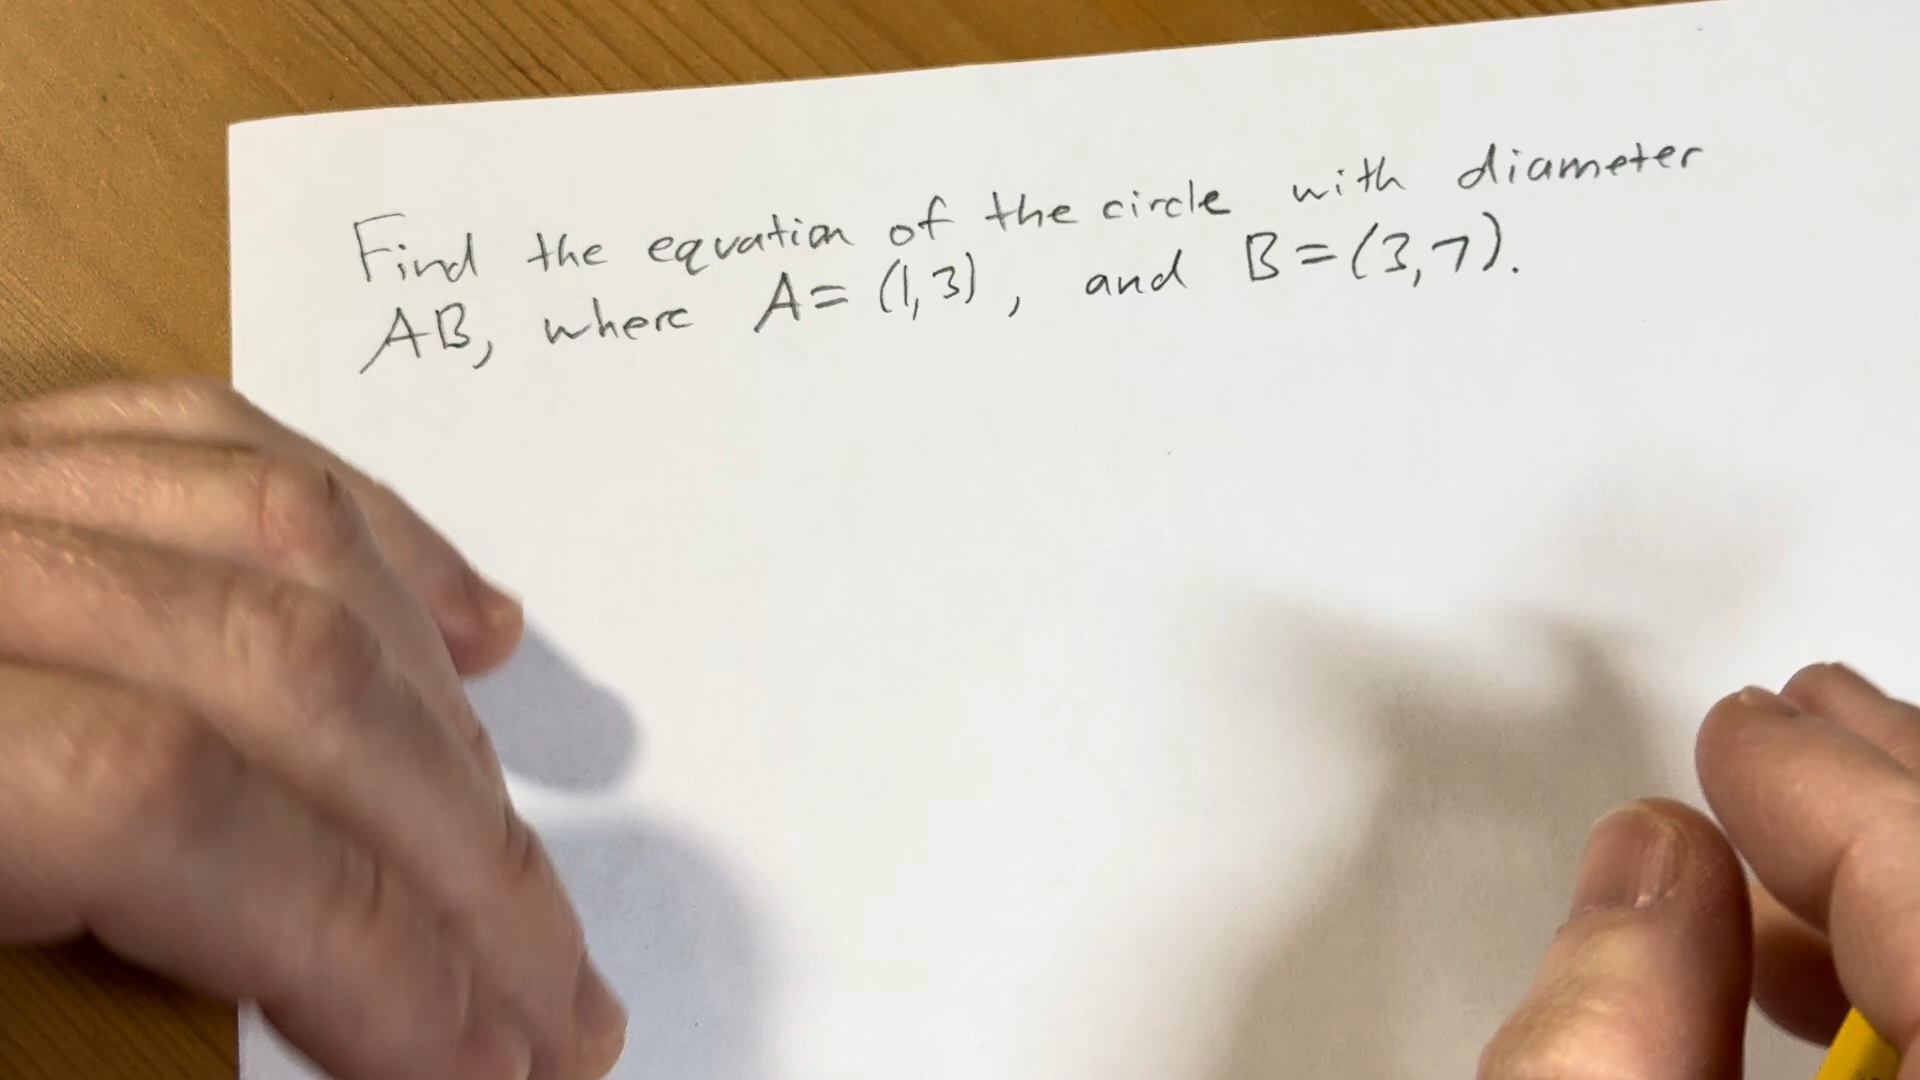 Find the equation of the circle with diameter
AB, where A = (1,3), and B = (3,7).